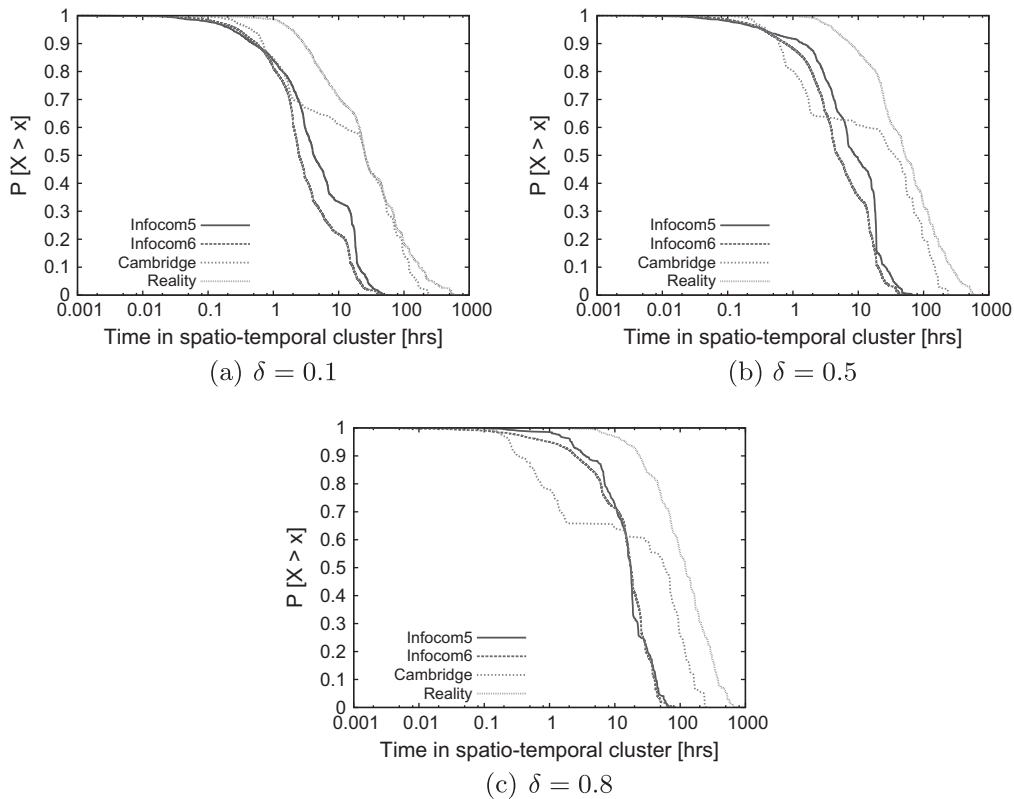 1
0.9
0.8
0.7
0.6
0.5
0.4
0.3
0.2
0.1
0
P [X > x]
Infocom5
Infocom6
Cambridge
Reality
0.001 0.01 0.1 1 10 100 1000
Time in spatio-temporal cluster [hrs]
(a) δ = 0.1
1
0.9
0.8
0.7
0.6
0.5
0.4
0.3
0.2
0.1
0
P [X > x]
Infocom5
Infocom6
Cambridge
Reality
0.001 0.01 0.1 1 10 100 1000
Time in spatio-temporal cluster [hrs]
(b) δ = 0.5
1
0.9
0.8
0.7
0.6
0.5
0.4
0.3
0.2
0.1
0
P [X > x]
Infocom5
Infocom6
Cambridge
Reality
0.001 0.01 0.1 1 10 100 1000
Time in spatio-temporal cluster [hrs]
(c) δ = 0.8